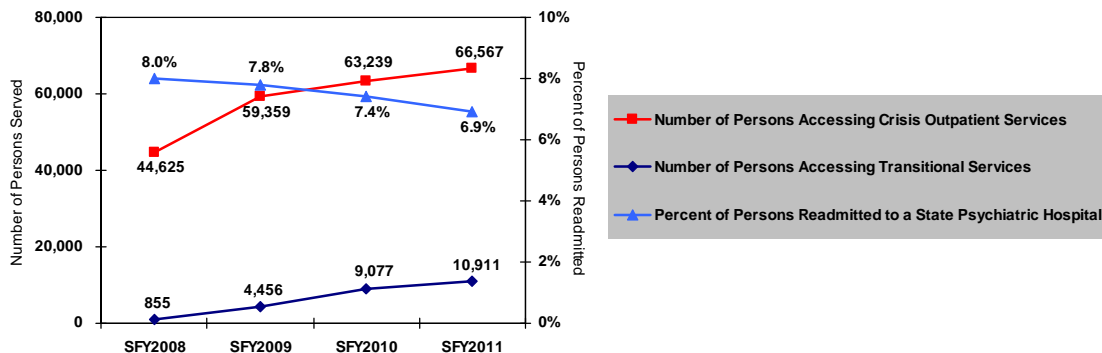 80,000
60,000
40,000
20,000
0
Number of Persons Served
10%
8%
6%
4%
2%
0%
Percent of Persons Readmitted
8.0%
7.8%
7.4%
6.9%
44,625
59,359
63,239
66,567
855
4,456
9,077
10,911
SFY2008
SFY2009
SFY2010
SFY2011
Number of Persons Accessing Crisis Outpatient Services
Number of Persons Accessing Transitional Services
Percent of Persons Readmitted to a State Psychiatric Hospital